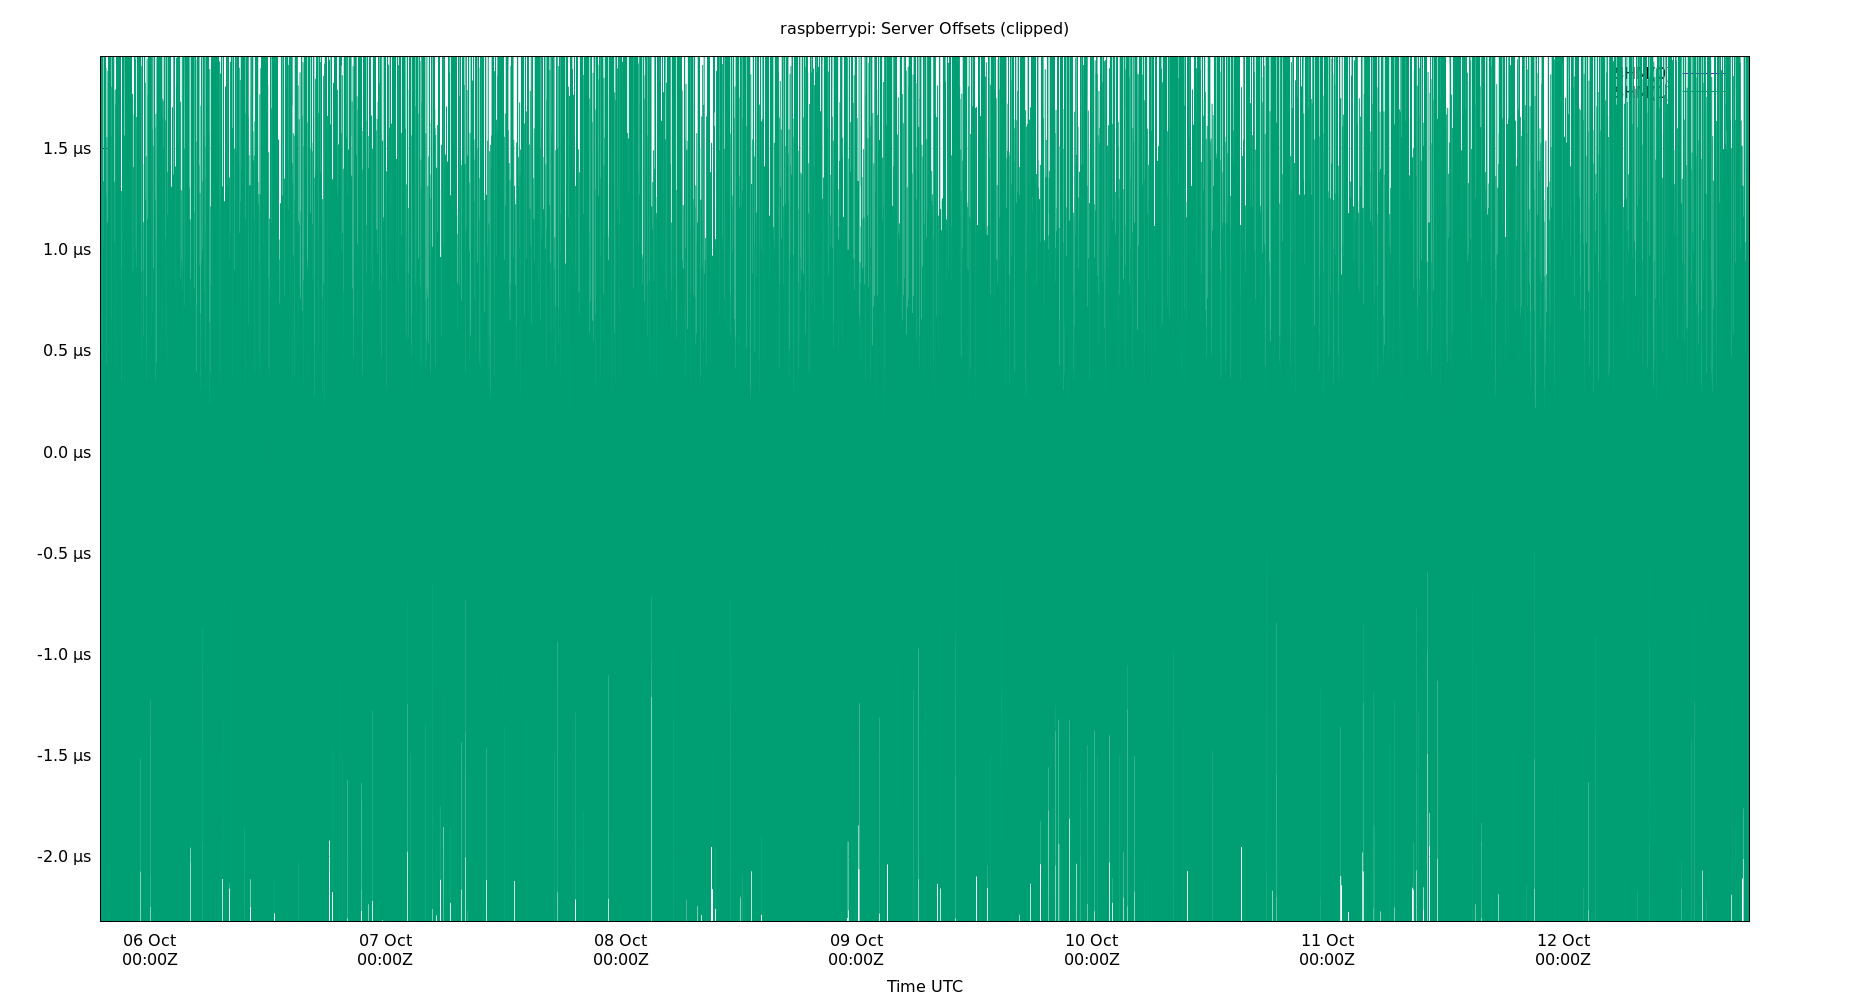 raspberrypi: Server Offsets (clipped)
1.5 µs
1.0 µs
0.5 µs
0.0 µs
-0.5 µs
-1.0 µs
-1.5 µs
-2.0 µs
06 Oct 07 Oct 08 Oct 09 Oct 10 Oct 11 Oct 12 Oct
00:00Z 00:00Z 00:00Z 00:00Z 00:00Z 00:00Z 00:00Z
Time UTC